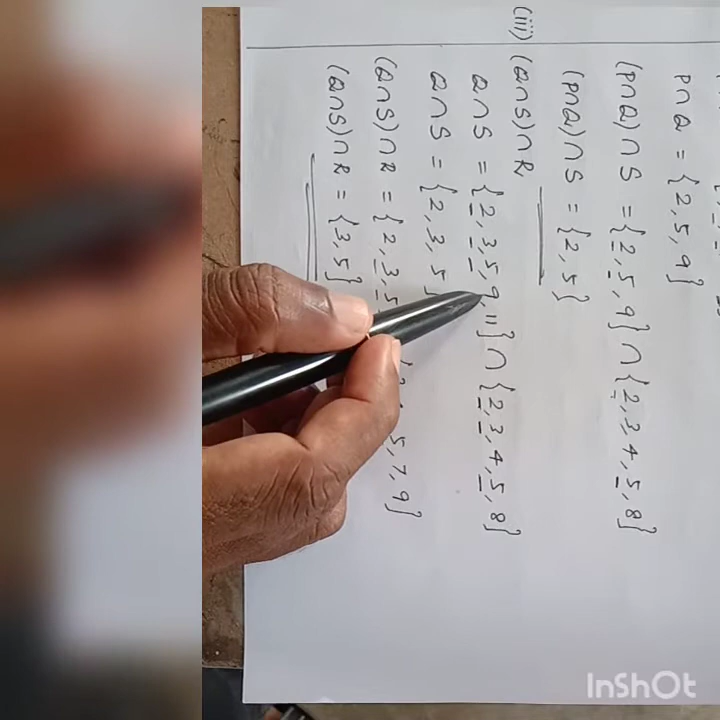 P∩Q = {2,5,9}
(P∩Q)∩S = {2,5,9}∩{2,3,4,5,8}
(P∩Q)∩S = {2,5}
(iii) (Q∩S)∩R
Q∩S = {2,3,5,9,11}∩{2,3,4,5,8}
Q∩S = {2,3,5}
(Q∩S)∩R = {2,3,5 5,7,9}
(Q∩S)∩R = {3,5}
InShOt